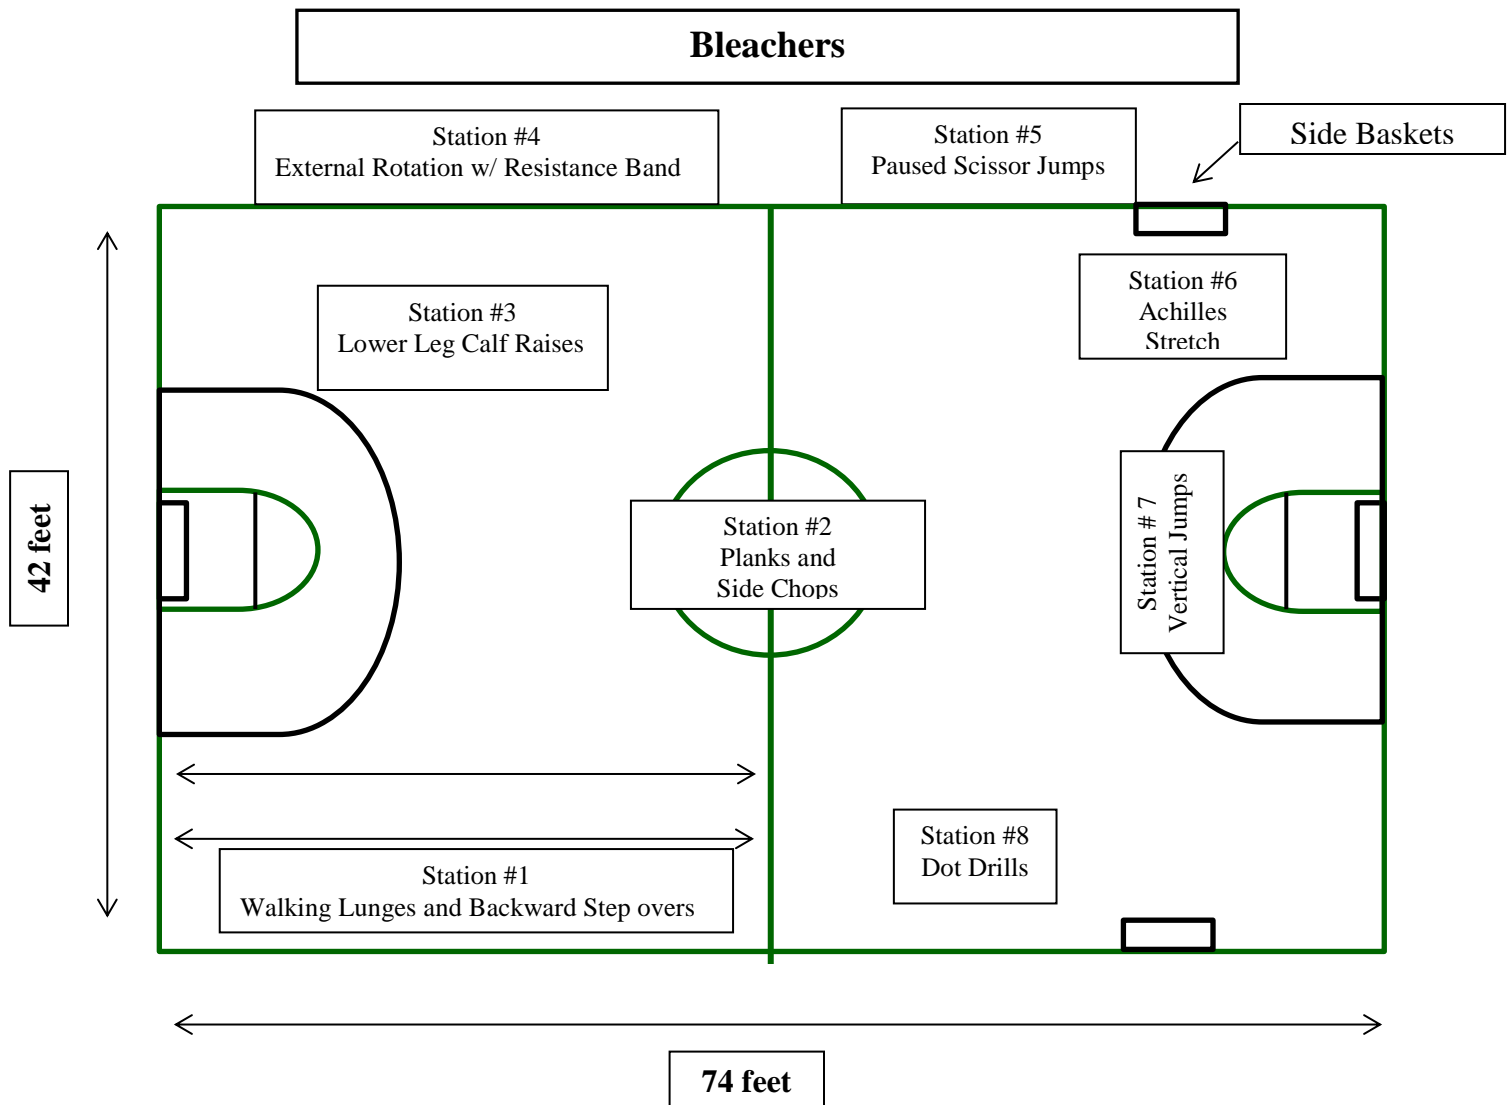 Bleachers
Station #4
External Rotation w/ Resistance Band
Station #5
Paused Scissor Jumps
Side Baskets
Station #3
Lower Leg Calf Raises
Station #6
Achilles
Stretch
42 feet
Station #2
Planks and
Side Chops
Station # 7
Vertical Jumps
Station #8
Dot Drills
Station #1
Walking Lunges and Backward Step overs
74 feet